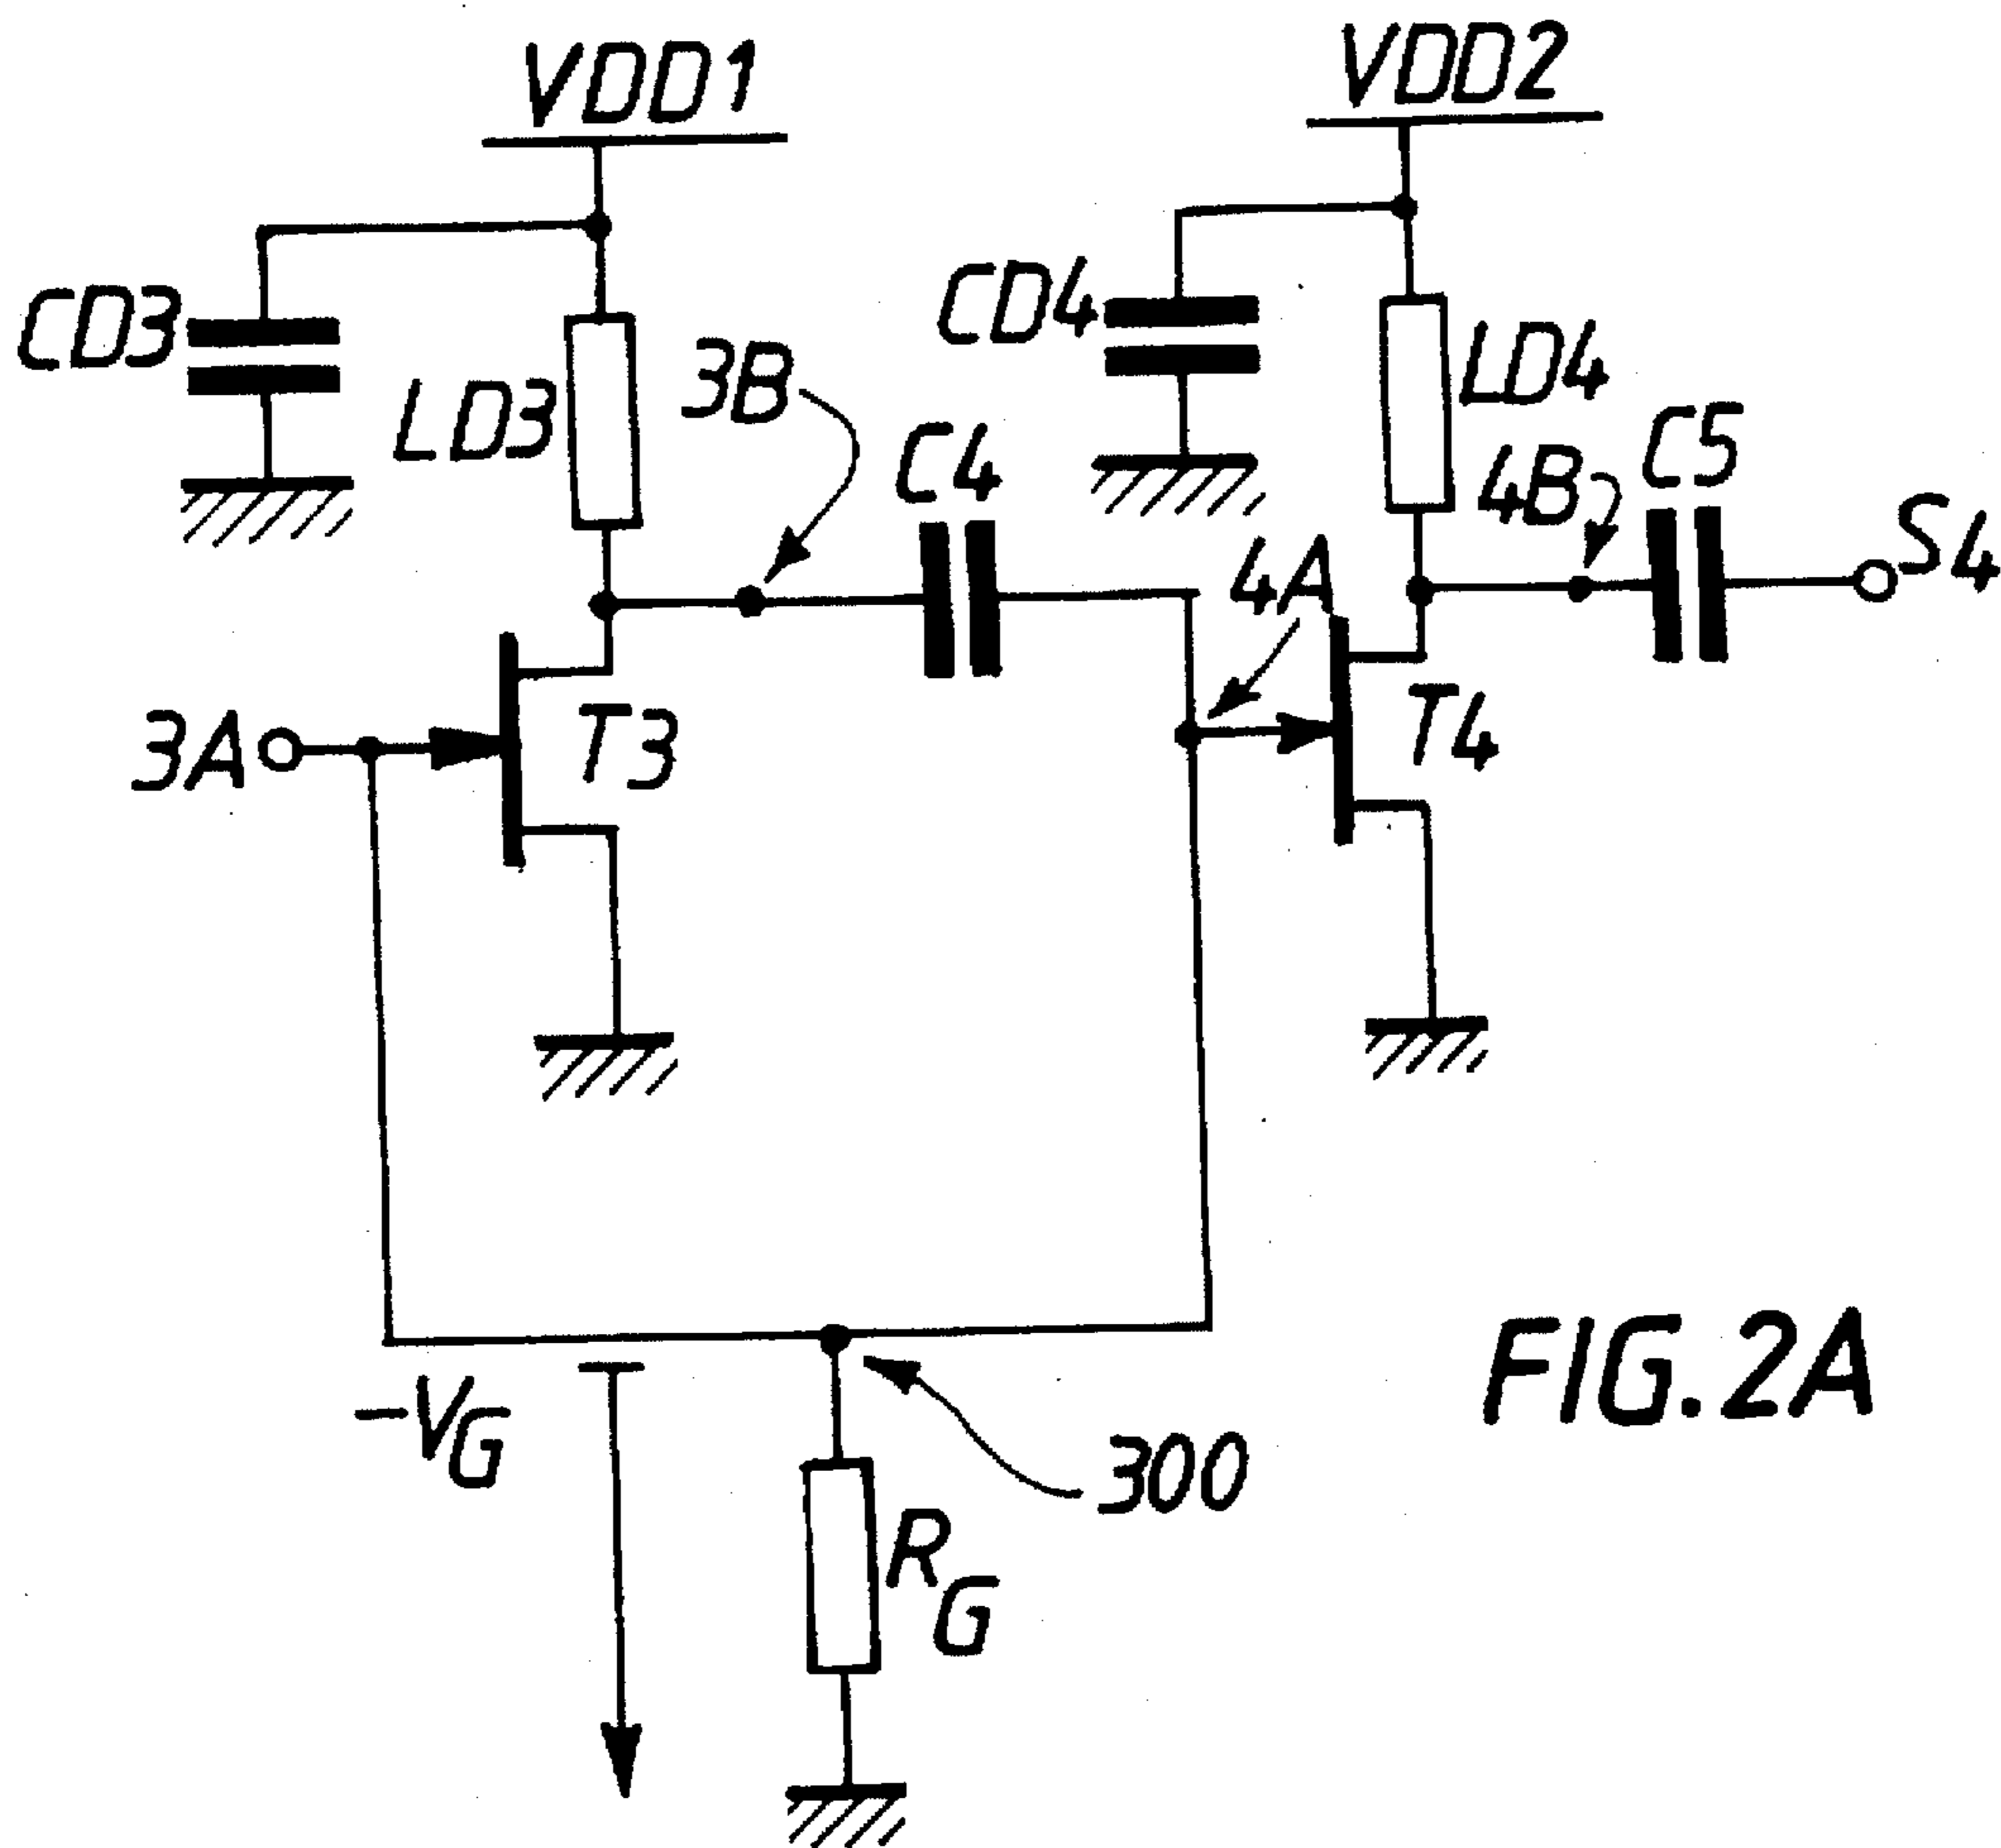 VDD1
VDD2
CD3
LD3
3B
C4
CD4
LD4
4B
C5
S4
4A
3A
T3
T4
-VG
300
RG
FIG.2A